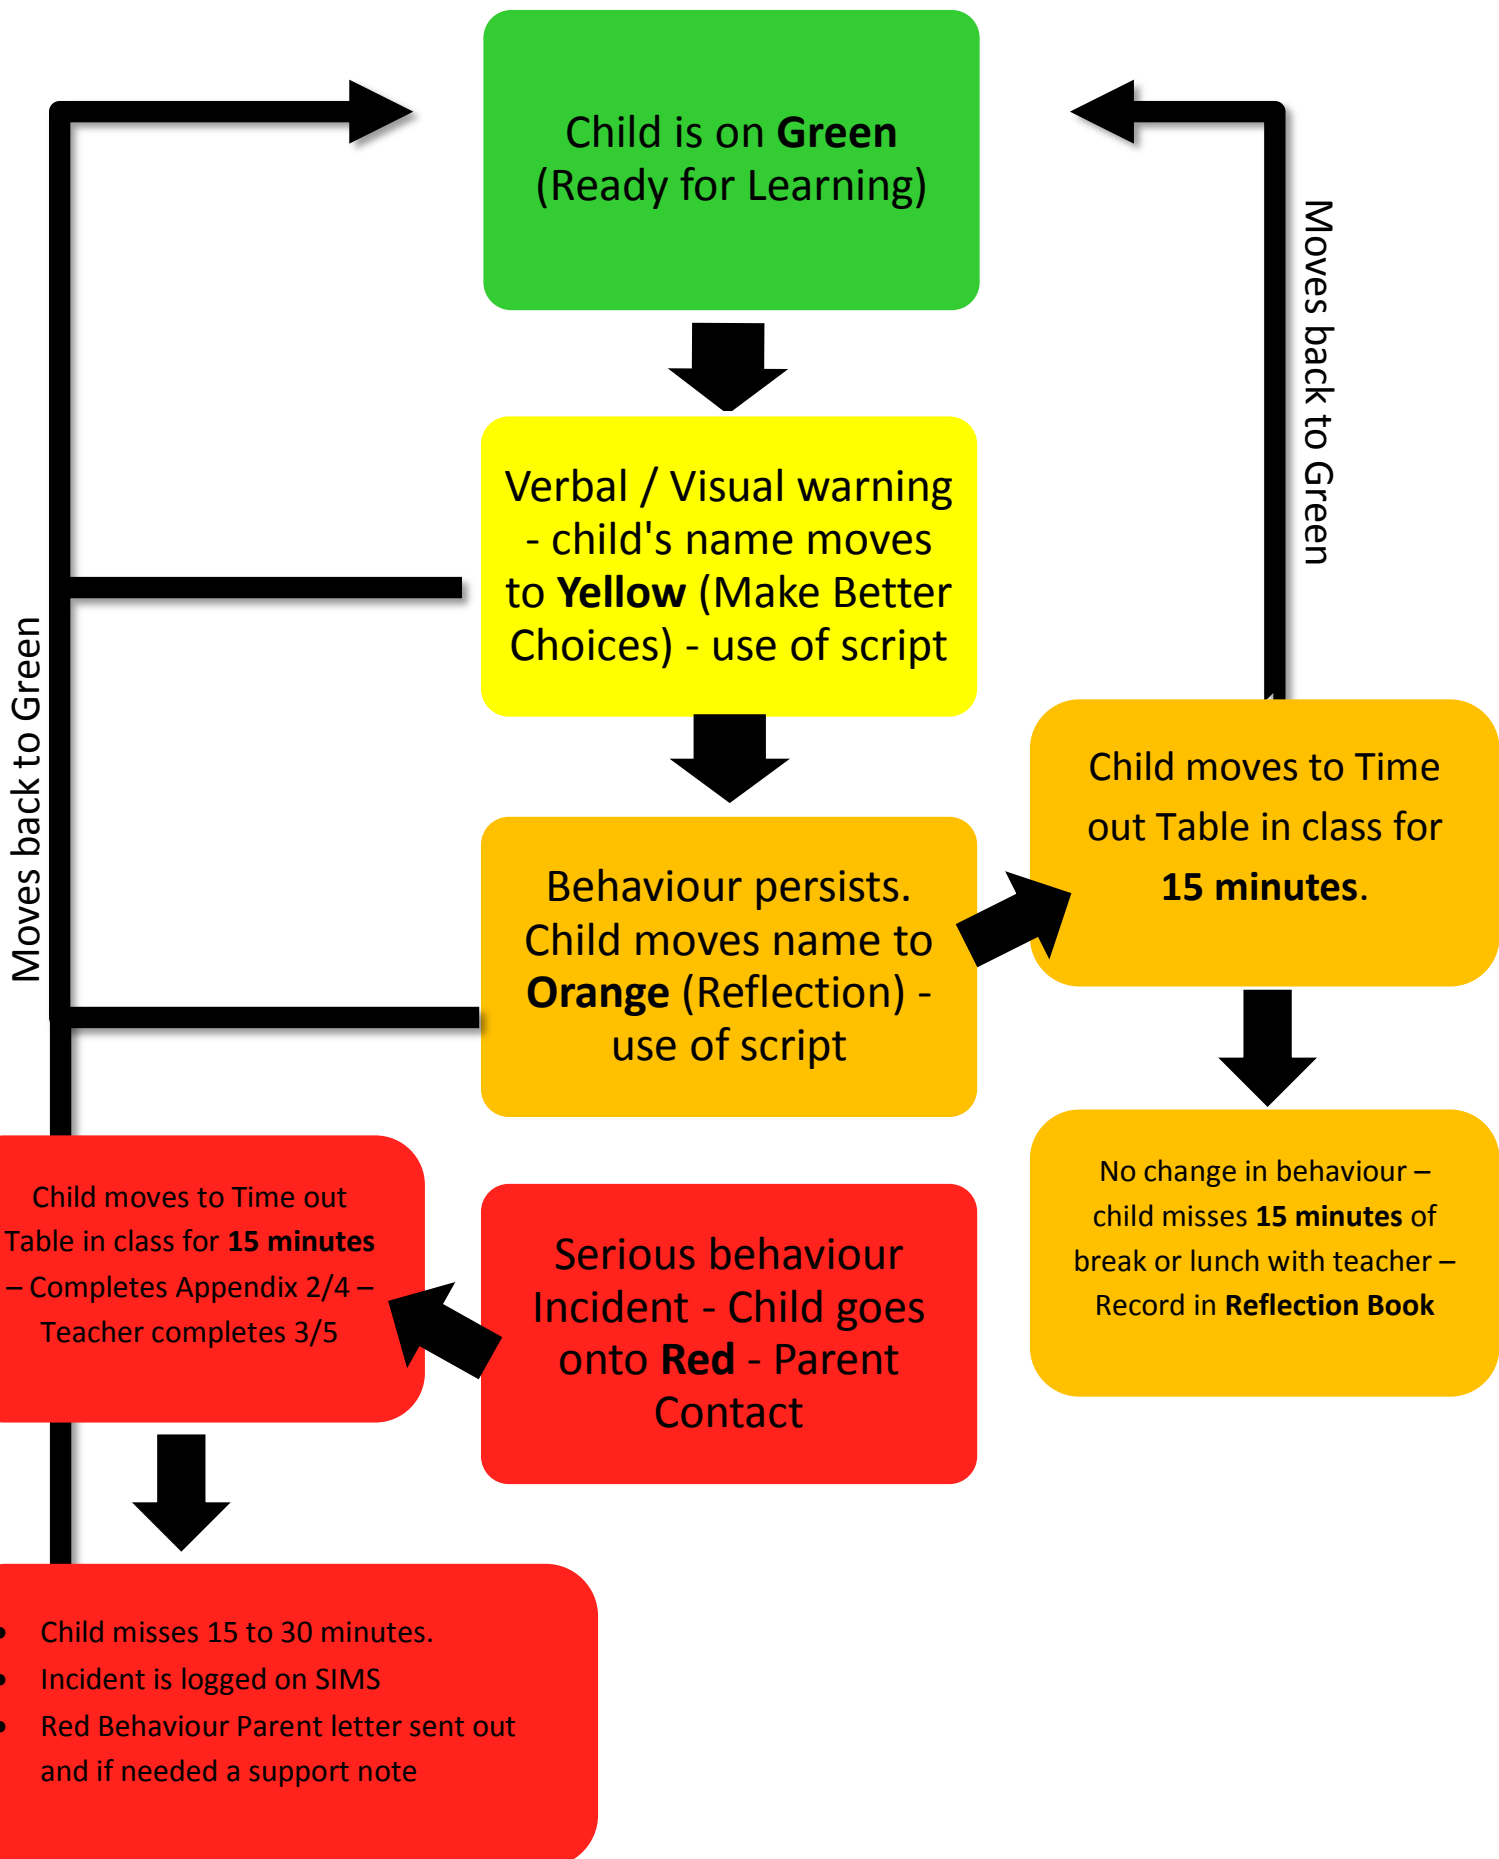 Child is on Green
(Ready for Learning)
Moves back to Green
Verbal / Visual warning
- child's name moves
to Yellow (Make Better
Choices) - use of script
Moves back to Green
Child moves to Time
out Table in class for
15 minutes.
Behaviour persists.
Child moves name to
Orange (Reflection) -
use of script
No change in behaviour –
child misses 15 minutes of
break or lunch with teacher –
Record in Reflection Book
Serious behaviour
Incident - Child goes
onto Red - Parent
Contact
Child moves to Time out
Table in class for 15 minutes
– Completes Appendix 2/4 –
Teacher completes 3/5
• Child misses 15 to 30 minutes.
• Incident is logged on SIMS
• Red Behaviour Parent letter sent out
and if needed a support note